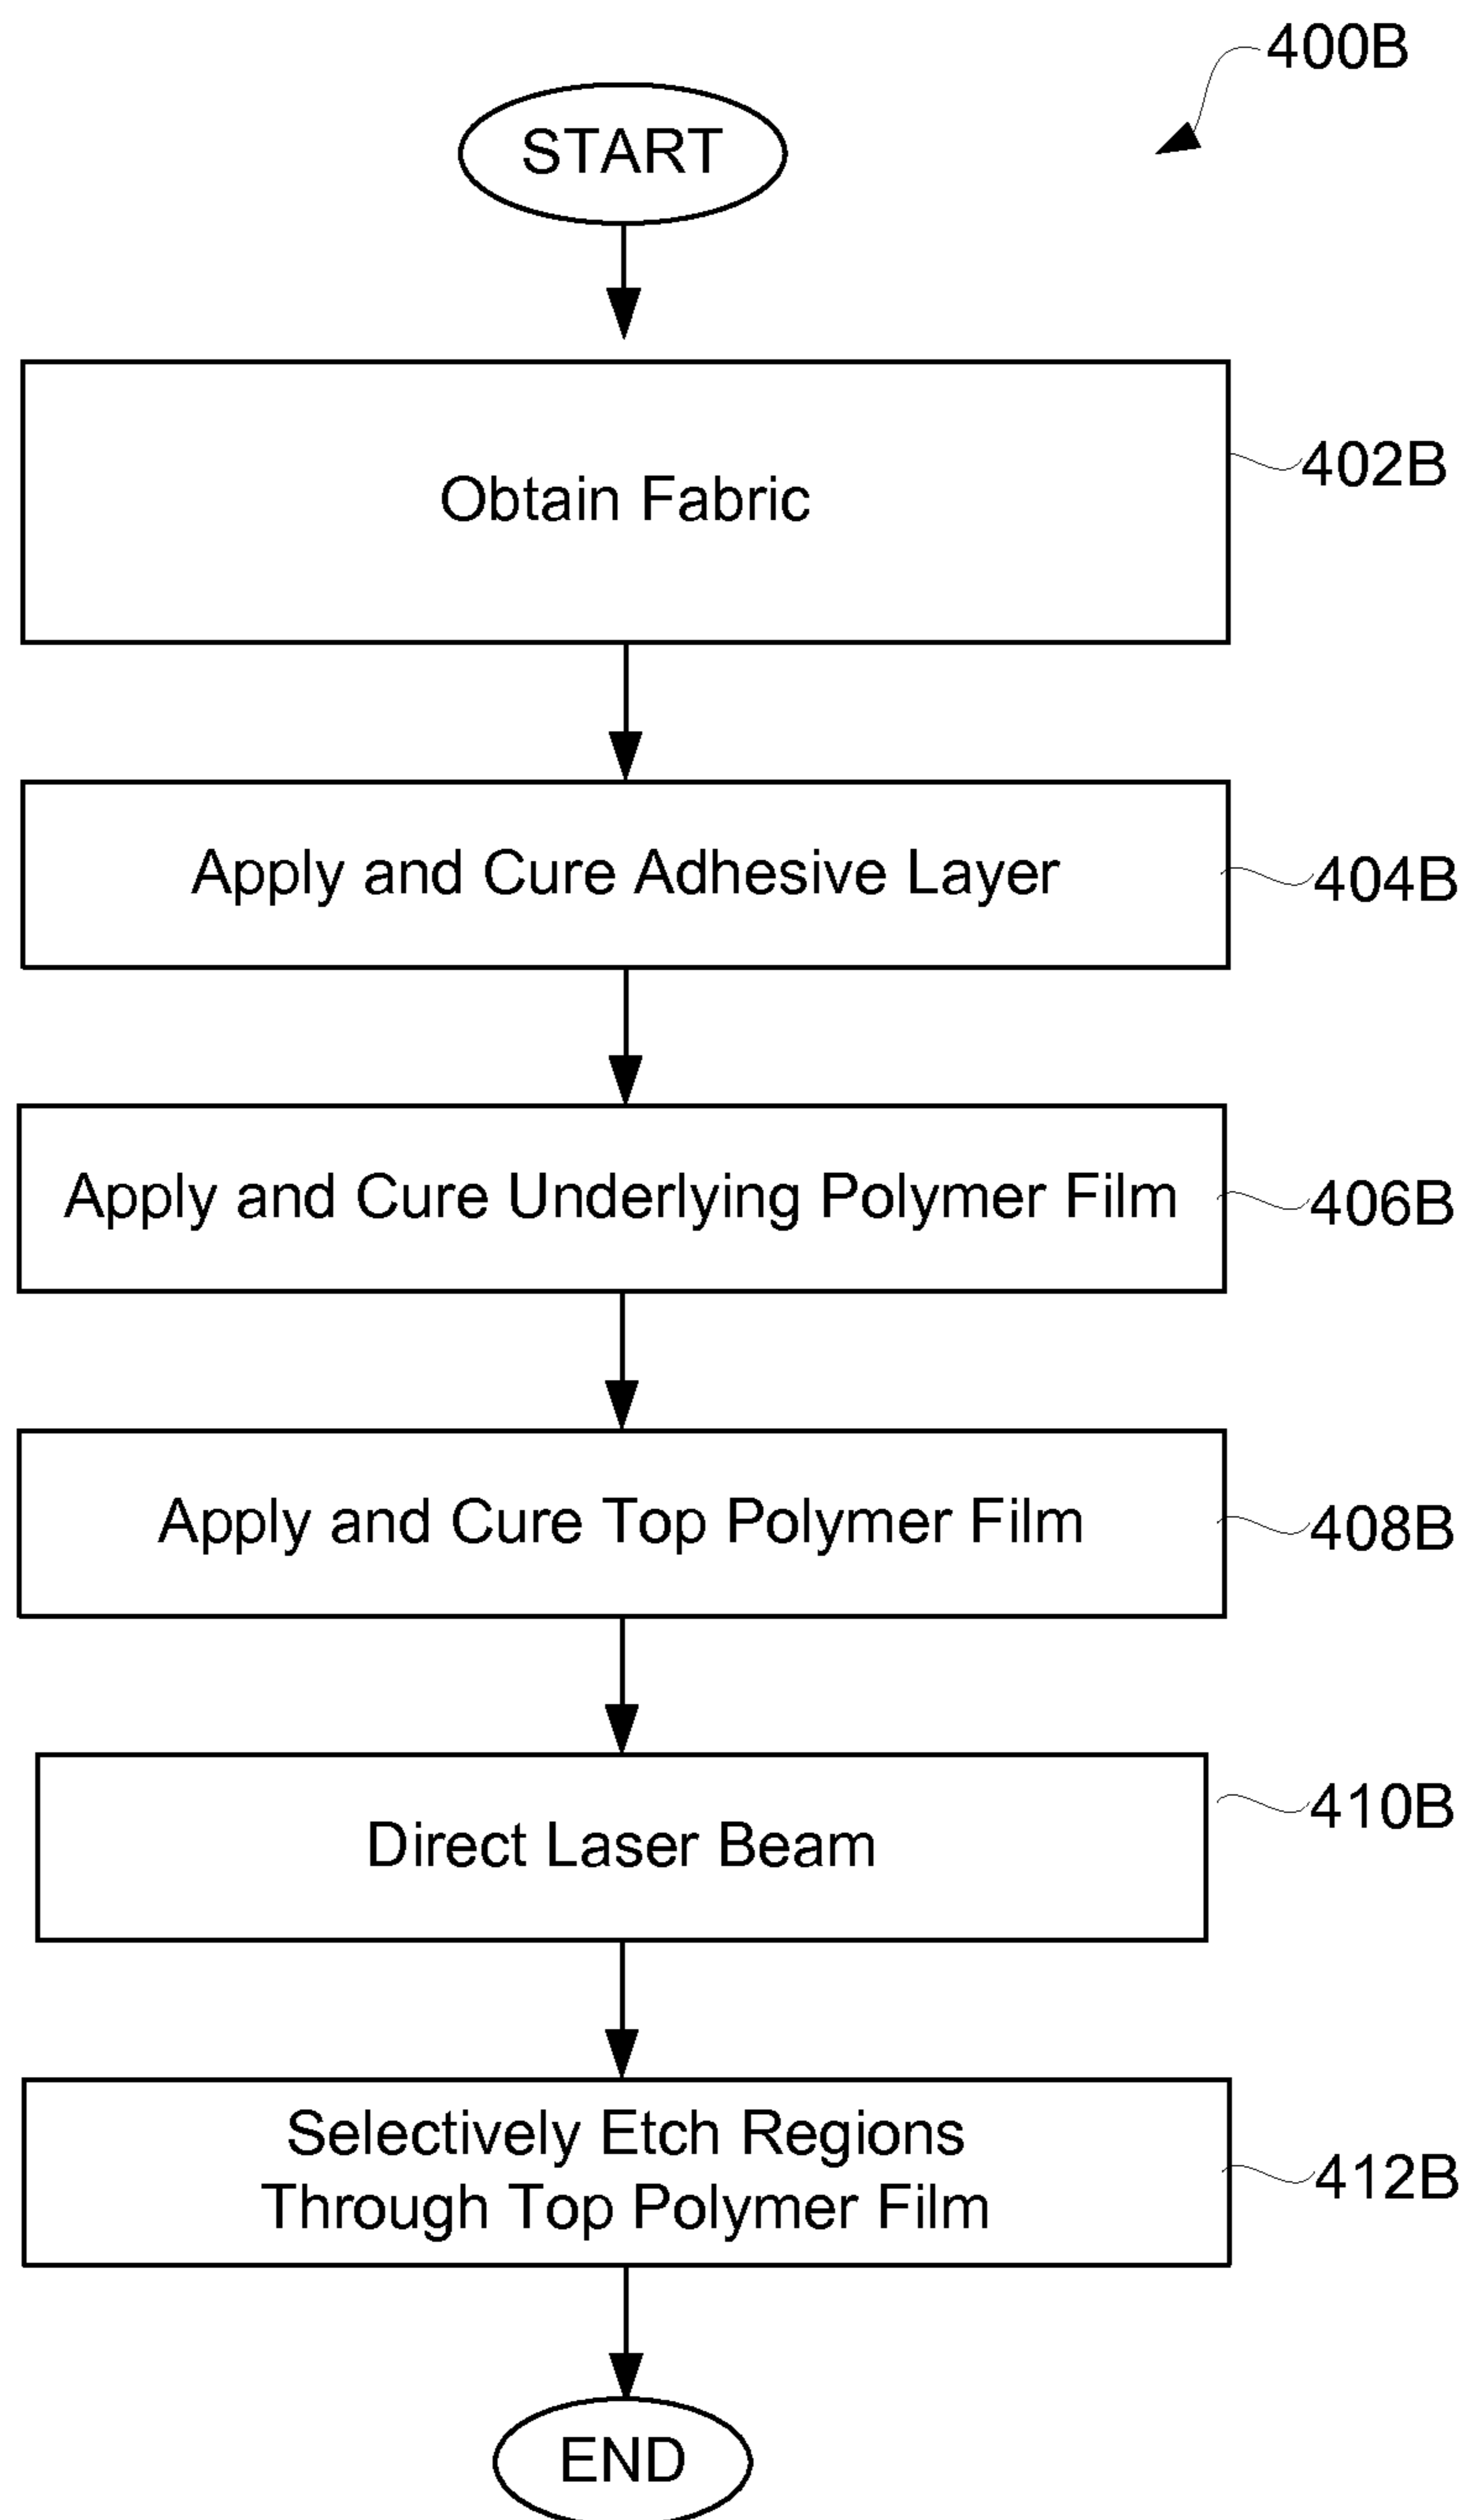 400B
START
Obtain Fabric
402B
Apply and Cure Adhesive Layer
404B
Apply and Cure Underlying Polymer Film
406B
Apply and Cure Top Polymer Film
408B
Direct Laser Beam
410B
Selectively Etch Regions
Through Top Polymer Film
412B
END